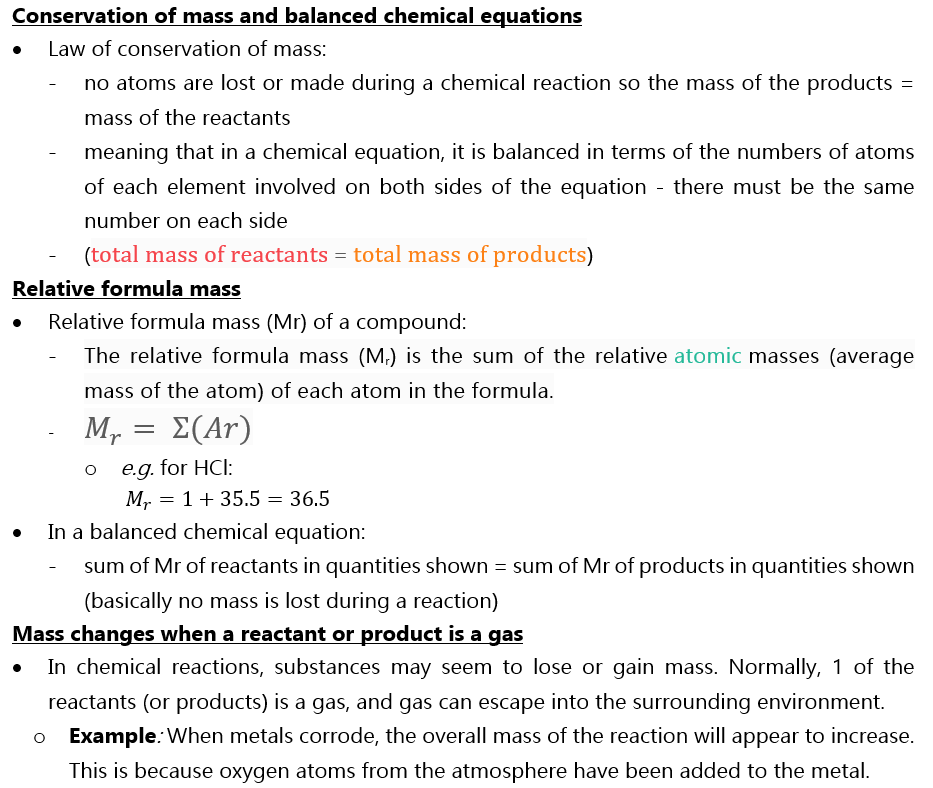 Conservation of mass and balanced chemical equations
• Law of conservation of mass:
- no atoms are lost or made during a chemical reaction so the mass of the products =
mass of the reactants
- meaning that in a chemical equation, it is balanced in terms of the numbers of atoms
of each element involved on both sides of the equation - there must be the same
number on each side
- (total mass of reactants = total mass of products)
Relative formula mass
• Relative formula mass (Mr) of a compound:
- The relative formula mass (Mᵣ) is the sum of the relative atomic masses (average
mass of the atom) of each atom in the formula.
- Mᵣ = Σ(Ar)
o e.g. for HCl:
Mᵣ = 1 + 35.5 = 36.5
• In a balanced chemical equation:
- sum of Mr of reactants in quantities shown = sum of Mr of products in quantities shown
(basically no mass is lost during a reaction)
Mass changes when a reactant or product is a gas
• In chemical reactions, substances may seem to lose or gain mass. Normally, 1 of the
reactants (or products) is a gas, and gas can escape into the surrounding environment.
o Example: When metals corrode, the overall mass of the reaction will appear to increase.
This is because oxygen atoms from the atmosphere have been added to the metal.